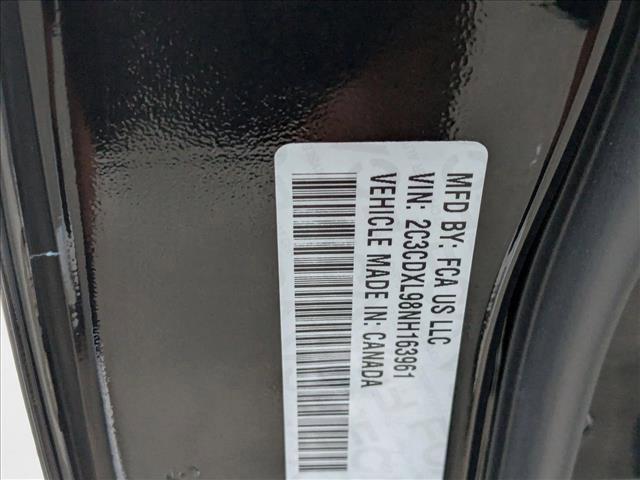 MFD BY: FCA US LLC
VIN: 2C3CDXL98NH163961
VEHICLE MADE IN: CANADA